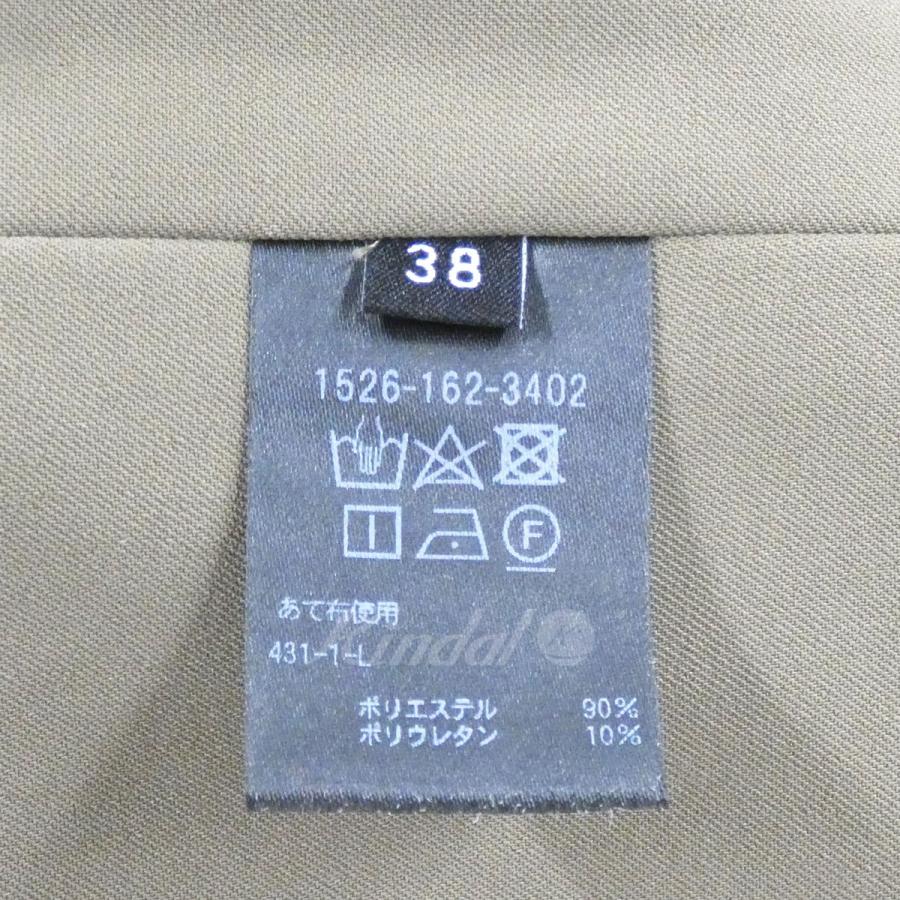 38
1526-162-3402
I F
あて布使用
431-1-L
Kindal
ポリエステル 90%
ポリウレタン 10%